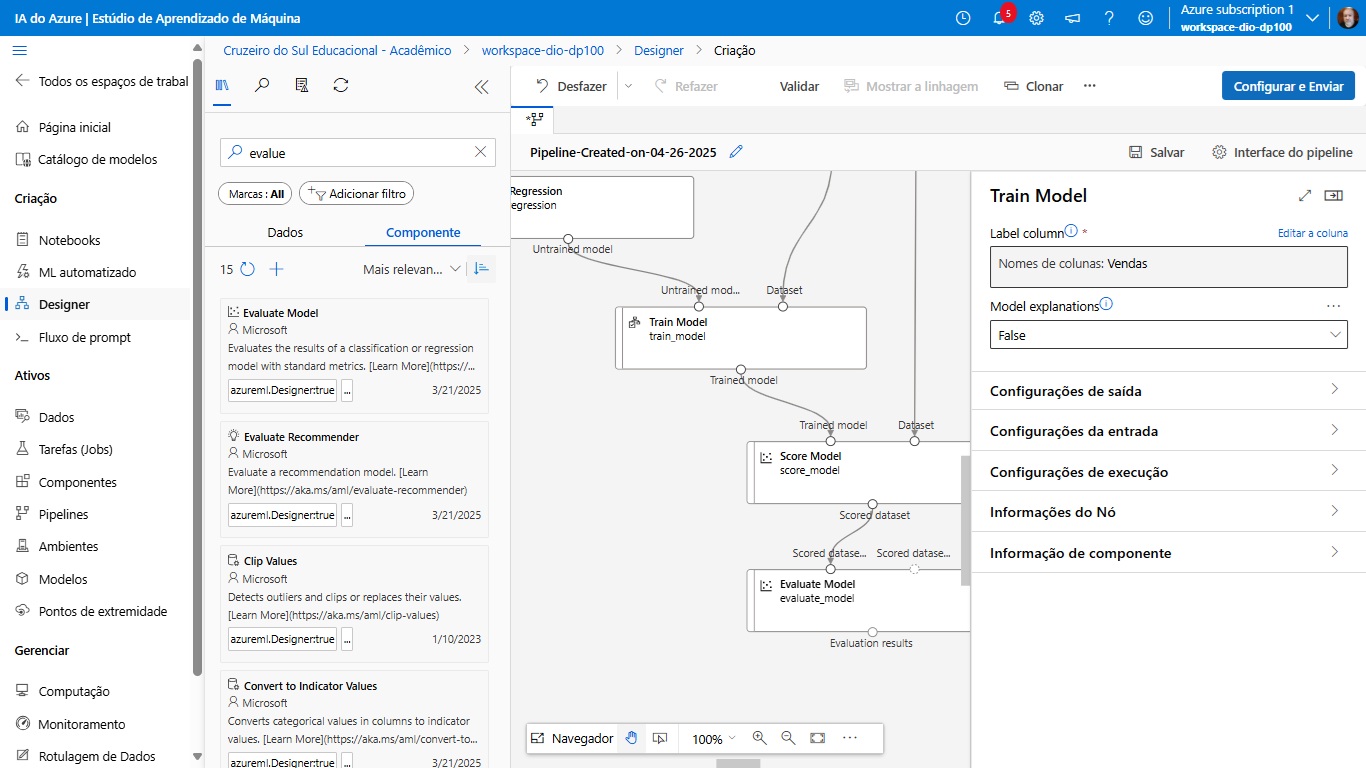 IA do Azure | Estúdio de Aprendizado de Máquina
5
Azure subscription 1
workspace-dio-dp100
Todos os espaços de trabal
Página inicial
Catálogo de modelos
Criação
Notebooks
ML automatizado
Designer
Fluxo de prompt
Ativos
Dados
Tarefas (Jobs)
Componentes
Pipelines
Ambientes
Modelos
Pontos de extremidade
Gerenciar
Computação
Monitoramento
Rotulagem de Dados
Cruzeiro do Sul Educacional - Acadêmico > workspace-dio-dp100 > Designer > Criação
evalue
Marcas : All
Adicionar filtro
Dados
Componente
15
Mais relevan...
Evaluate Model
Microsoft
Evaluates the results of a classification or regression
model with standard metrics. [Learn More](https://...
azureml.Designer:true
...
3/21/2025
Evaluate Recommender
Microsoft
Evaluate a recommendation model. [Learn
More](https://aka.ms/aml/evaluate-recommender)
azureml.Designer:true
...
3/21/2025
Clip Values
Microsoft
Detects outliers and clips or replaces their values.
[Learn More](https://aka.ms/aml/clip-values)
azureml.Designer:true
...
1/10/2023
Convert to Indicator Values
Microsoft
Converts categorical values in columns to indicator
values. [Learn More](https://aka.ms/aml/convert-to...
azureml.Designer:true
...
3/21/2025
Desfazer
Refazer
Validar
Mostrar a linhagem
Clonar
...
Configurar e Enviar
Pipeline-Created-on-04-26-2025
Salvar
Interface do pipeline
Regression
regression
Untrained model
Untrained mod...
Dataset
Train Model
train_model
Trained model
Trained model
Dataset
Score Model
score_model
Scored dataset
Scored datase...
Scored datase...
Evaluate Model
evaluate_model
Evaluation results
Navegador
100%
...
Train Model
Label column *
Editar a coluna
Nomes de colunas: Vendas
Model explanations
...
False
Configurações de saída
Configurações da entrada
Configurações de execução
Informações do Nó
Informação de componente